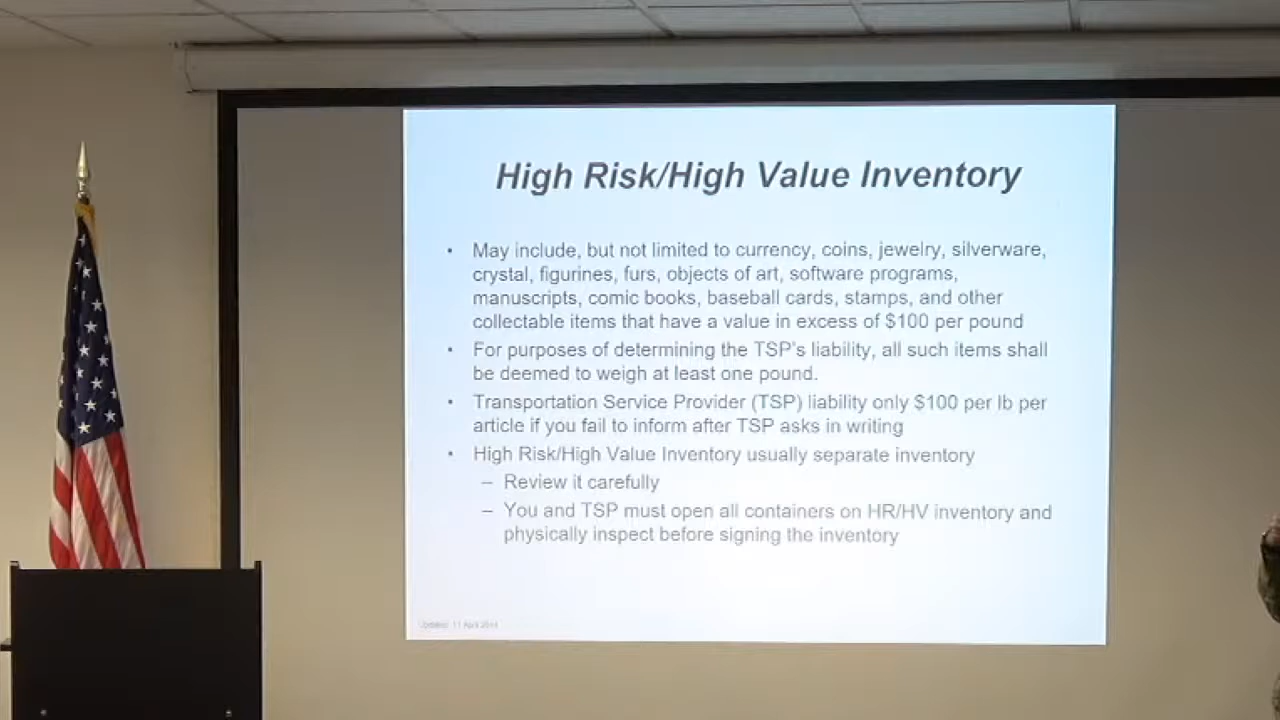 High Risk/High Value Inventory
• May include, but not limited to currency, coins, jewelry, silverware,
crystal, figurines, furs, objects of art, software programs,
manuscripts, comic books, baseball cards, stamps, and other
collectable items that have a value in excess of $100 per pound
• For purposes of determining the TSP's liability, all such items shall
be deemed to weigh at least one pound.
• Transportation Service Provider (TSP) liability only $100 per lb per
article if you fail to inform after TSP asks in writing
• High Risk/High Value Inventory usually separate inventory
– Review it carefully
– You and TSP must open all containers on HR/HV inventory and
physically inspect before signing the inventory
Updated: 11 April